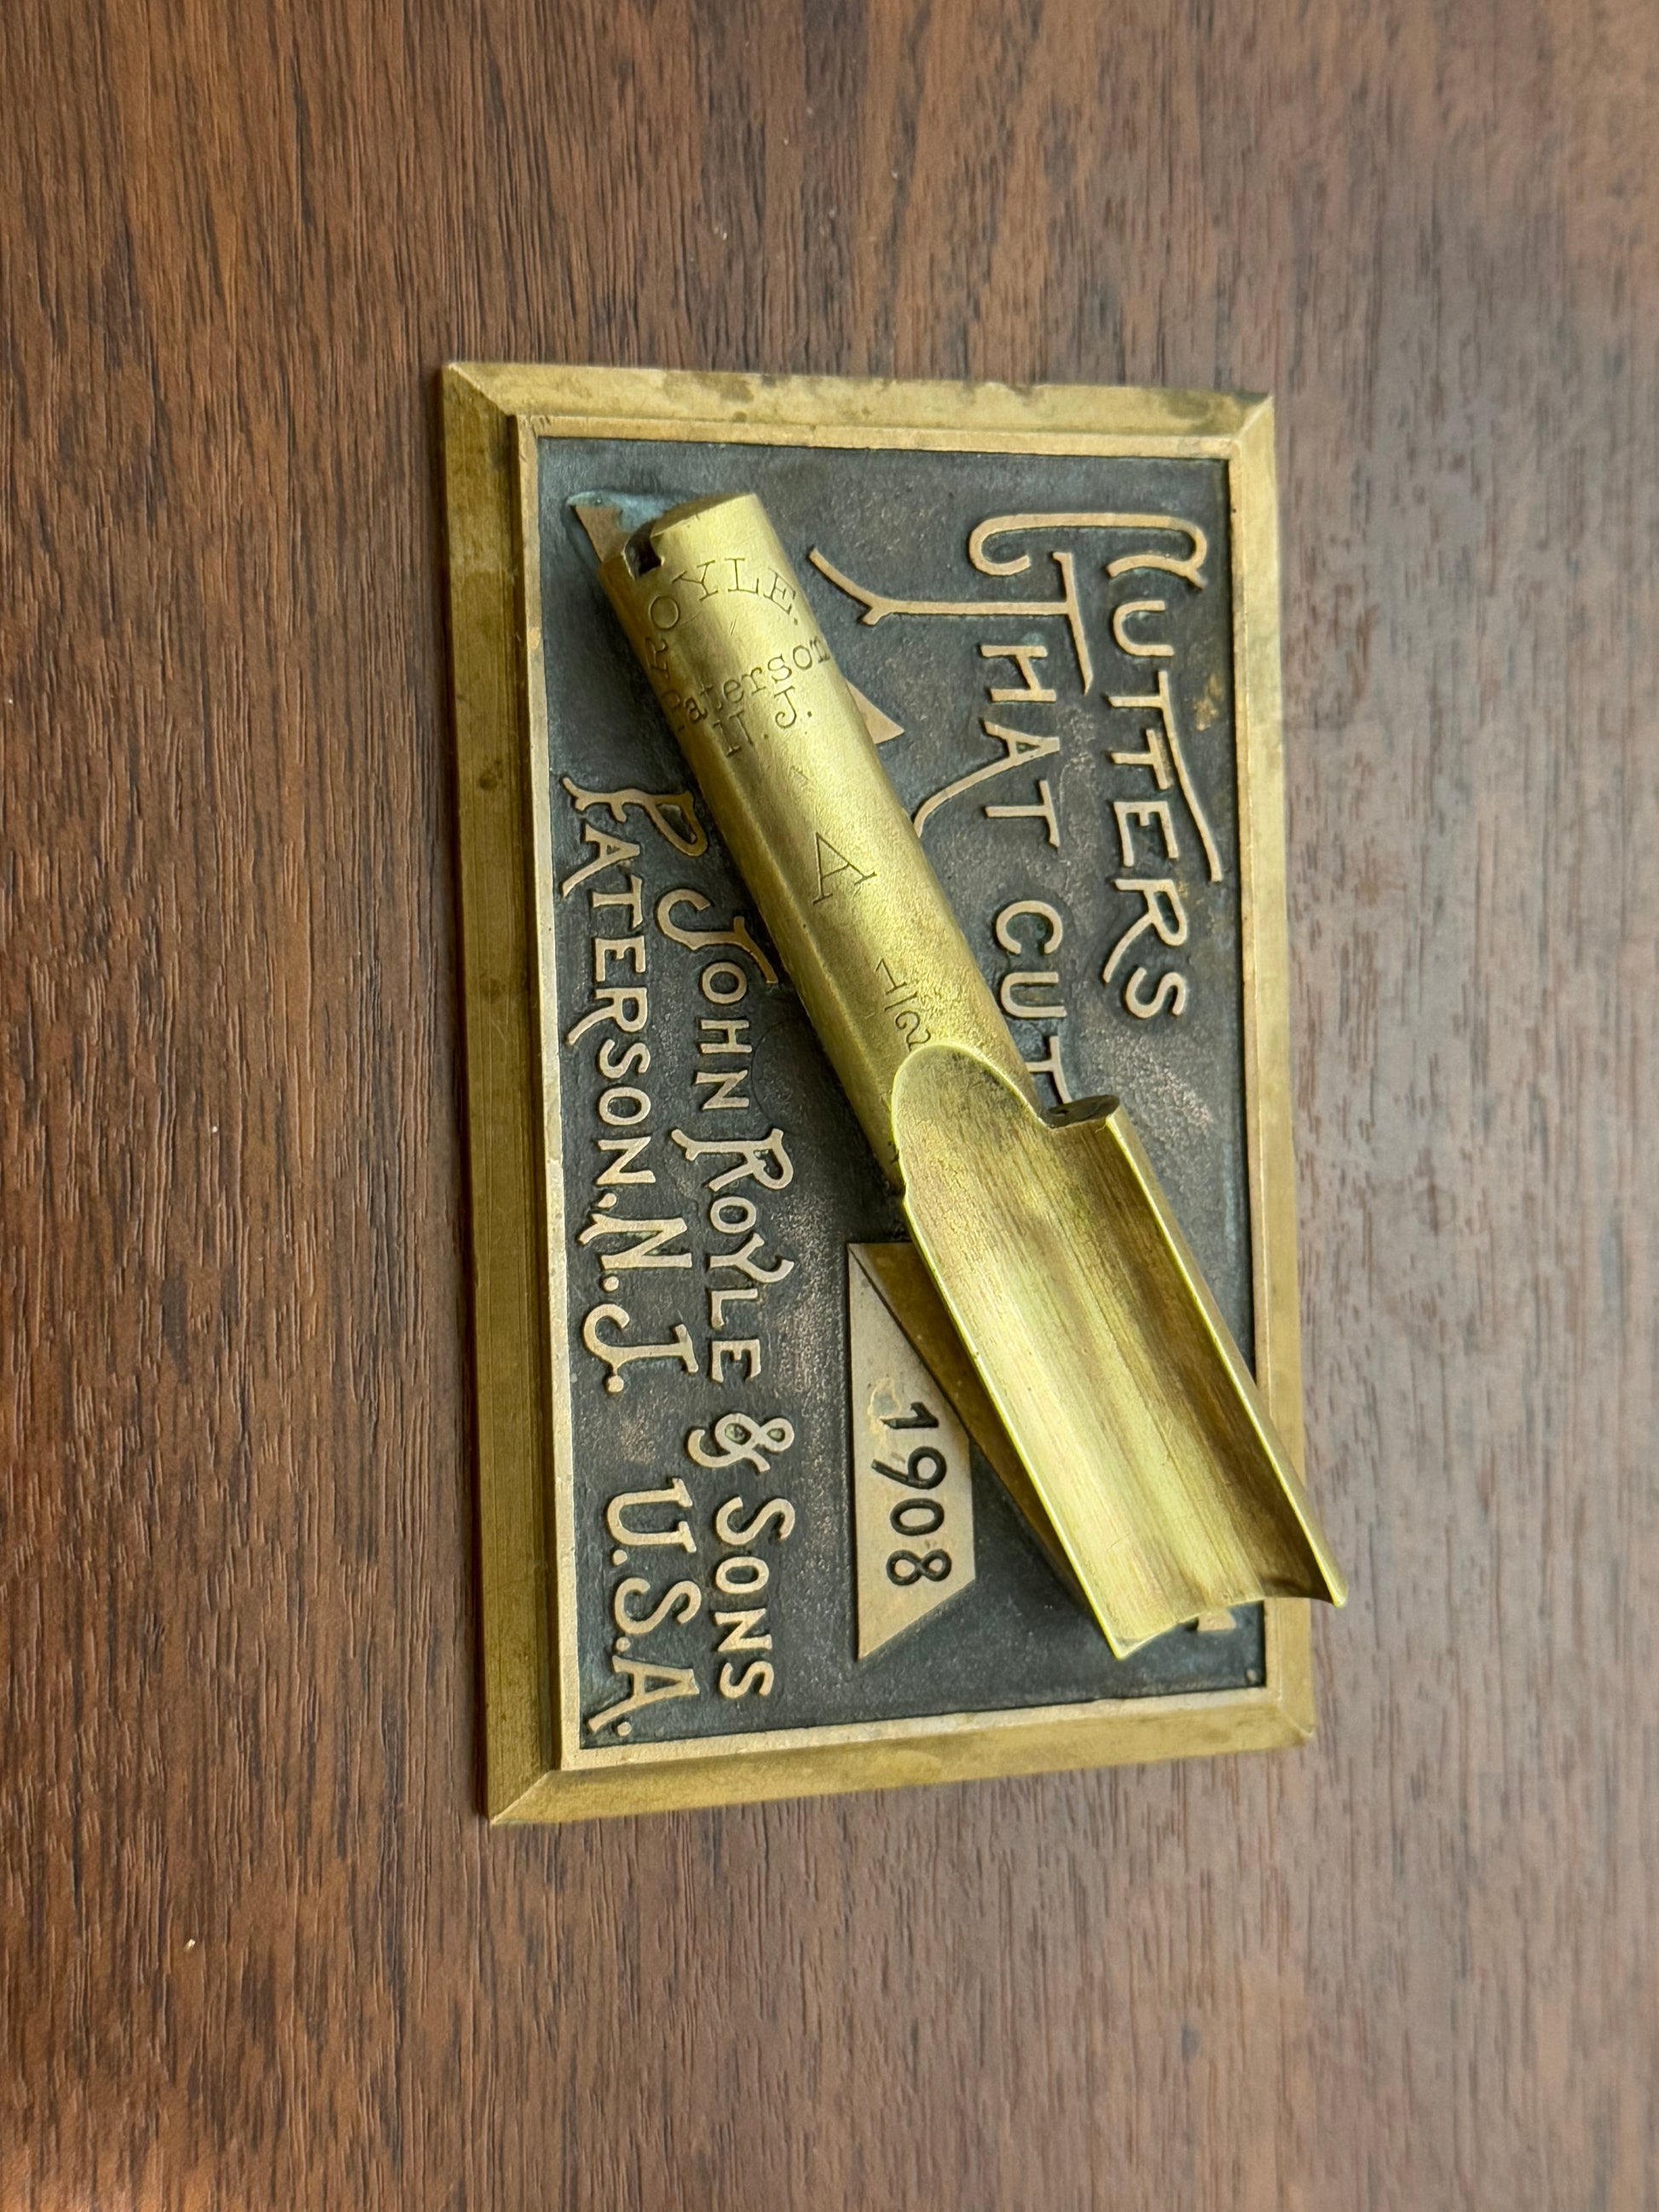 CUTTERS
THAT CUT
1908
JOHN ROYLE & SONS
PATERSON. N. J. U.S.A.
ROYLE.
Paterson
N. J.
A
1/2